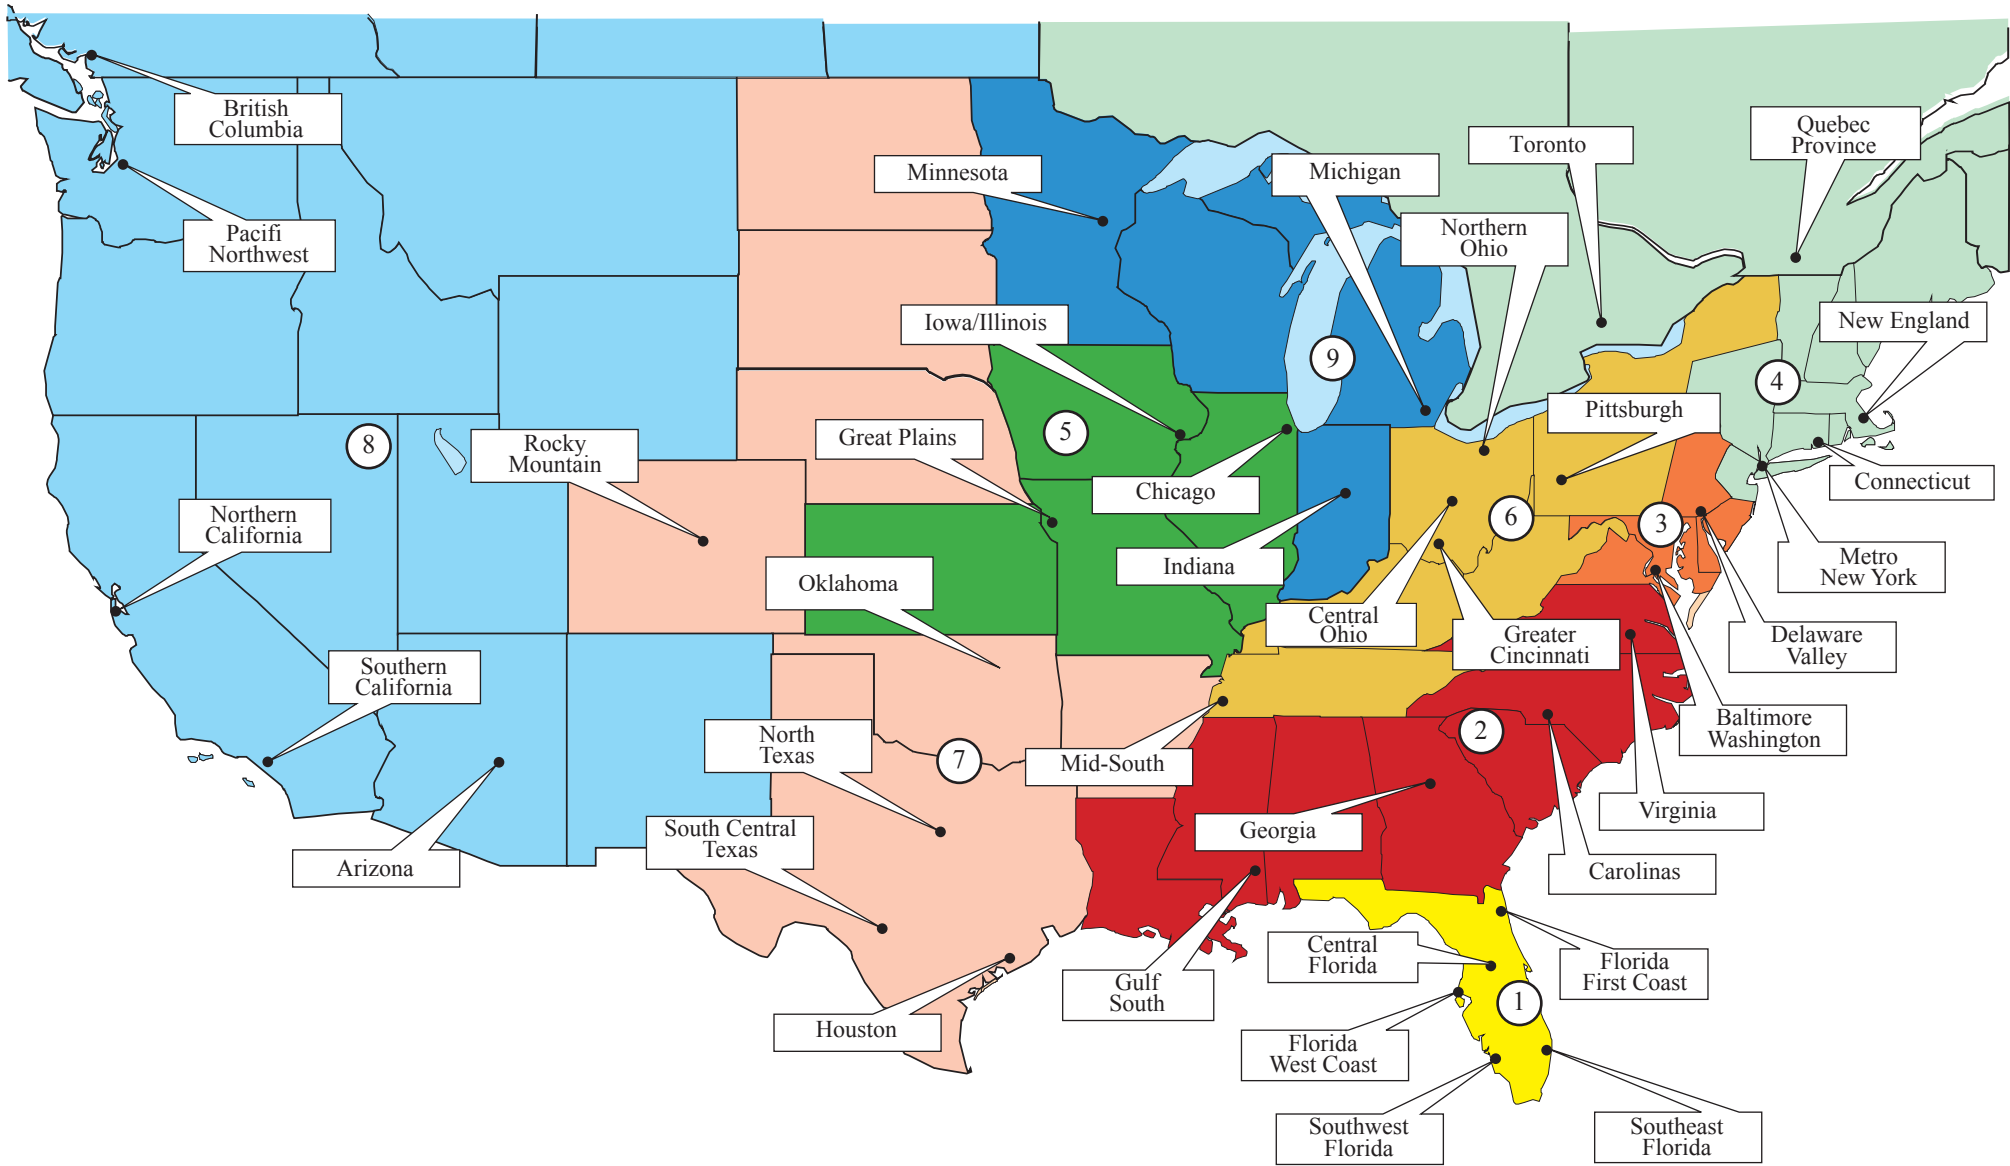 British
Columbia
Quebec
Province
Toronto
Minnesota
Michigan
Pacifi
Northwest
Northern
Ohio
Iowa/Illinois
New England
9
4
Pittsburgh
5
8
Great Plains
Rocky
Mountain
Connecticut
Chicago
Northern
California
6
3
Indiana
Metro
New York
Oklahoma
Central
Ohio
Greater
Cincinnati
Delaware
Valley
Southern
California
Baltimore
Washington
North
Texas
2
7
Mid-South
Virginia
South Central
Texas
Georgia
Arizona
Carolinas
Central
Florida
Florida
First Coast
Gulf
South
1
Houston
Florida
West Coast
Southwest
Florida
Southeast
Florida